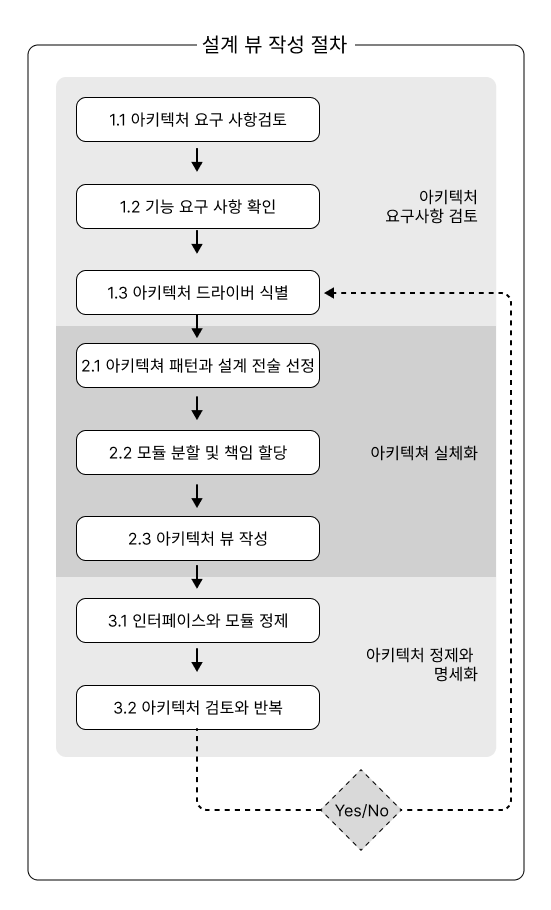 설계 뷰 작성 절차
1.1 아키텍처 요구 사항검토
1.2 기능 요구 사항 확인
아키텍처
요구사항 검토
1.3 아키텍처 드라이버 식별
2.1 아키텍쳐 패턴과 설계 전술 선정
2.2 모듈 분할 및 책임 할당
아키텍쳐 실체화
2.3 아키텍처 뷰 작성
3.1 인터페이스와 모듈 정제
아키텍처 정제와
명세화
3.2 아키텍처 검토와 반복
Yes/No